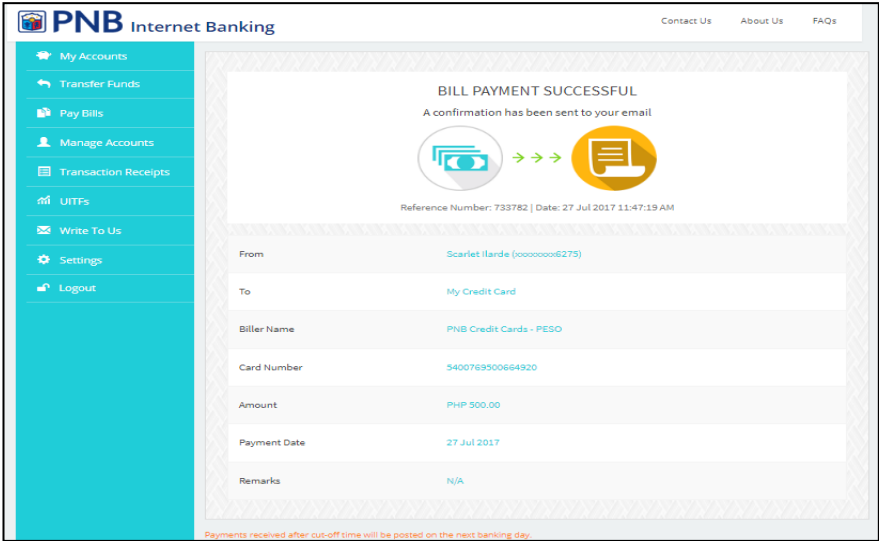 PNB Internet Banking
Contact Us About Us FAQs
My Accounts
Transfer Funds
Pay Bills
Manage Accounts
Transaction Receipts
UITFs
Write To Us
Settings
Logout
BILL PAYMENT SUCCESSFUL
A confirmation has been sent to your email
Reference Number: 733782 | Date: 27 Jul 2017 11:47:19 AM
From Scarlet Ilarde (xxxxxxxx6275)
To My Credit Card
Biller Name PNB Credit Cards - PESO
Card Number 5400769500664920
Amount PHP 500.00
Payment Date 27 Jul 2017
Remarks N/A
Payments received after cut-off time will be posted on the next banking day.